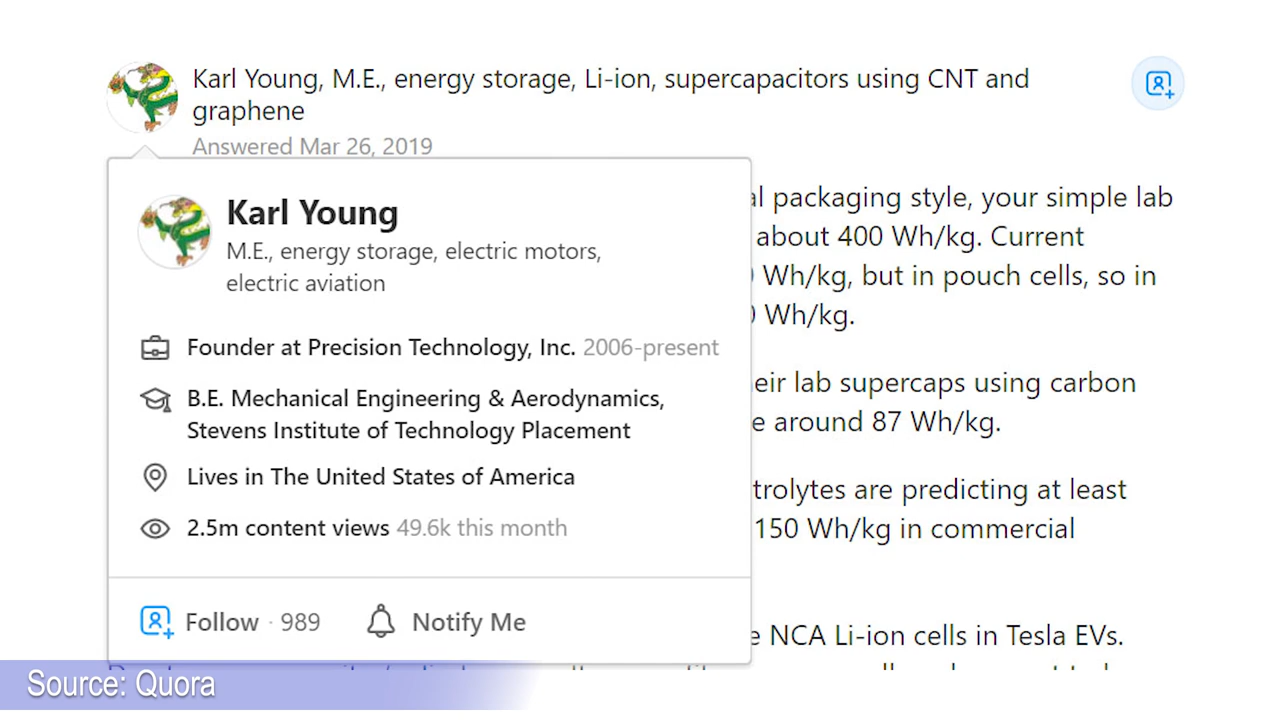 Karl Young, M.E., energy storage, Li-ion, supercapacitors using CNT and
graphene
Answered Mar 26, 2019
Karl Young
M.E., energy storage, electric motors,
electric aviation
Founder at Precision Technology, Inc. 2006-present
B.E. Mechanical Engineering & Aerodynamics,
Stevens Institute of Technology Placement
Lives in The United States of America
2.5m content views 49.6k this month
Follow · 989 Notify Me
packaging style, your simple lab
about 400 Wh/kg. Current
Wh/kg, but in pouch cells, so in
Wh/kg.
lab supercaps using carbon
around 87 Wh/kg.
are predicting at least
150 Wh/kg in commercial
NCA Li-ion cells in Tesla EVs.
Source: Quora